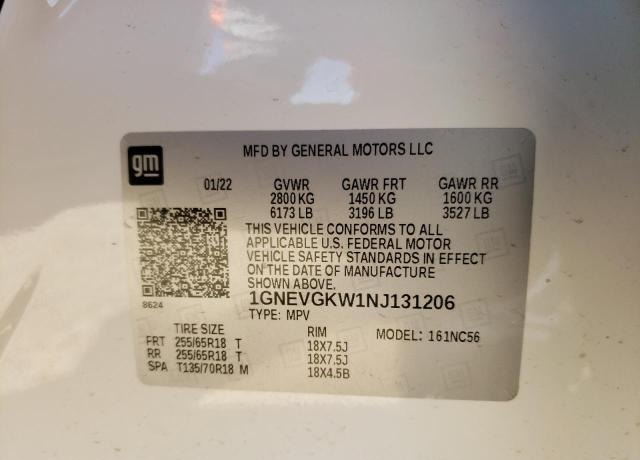 gm
MFD BY GENERAL MOTORS LLC
01/22 GVWR GAWR FRT GAWR RR
2800 KG 1450 KG 1600 KG
6173 LB 3196 LB 3527 LB
THIS VEHICLE CONFORMS TO ALL
APPLICABLE U.S. FEDERAL MOTOR
VEHICLE SAFETY STANDARDS IN EFFECT
ON THE DATE OF MANUFACTURE
SHOWN ABOVE.
8624
1GNEVGKW1NJ131206
TYPE: MPV
TIRE SIZE RIM MODEL: 161NC56
FRT 255/65R18 T 18X7.5J
RR 255/65R18 T 18X7.5J
SPA T135/70R18 M 18X4.5B